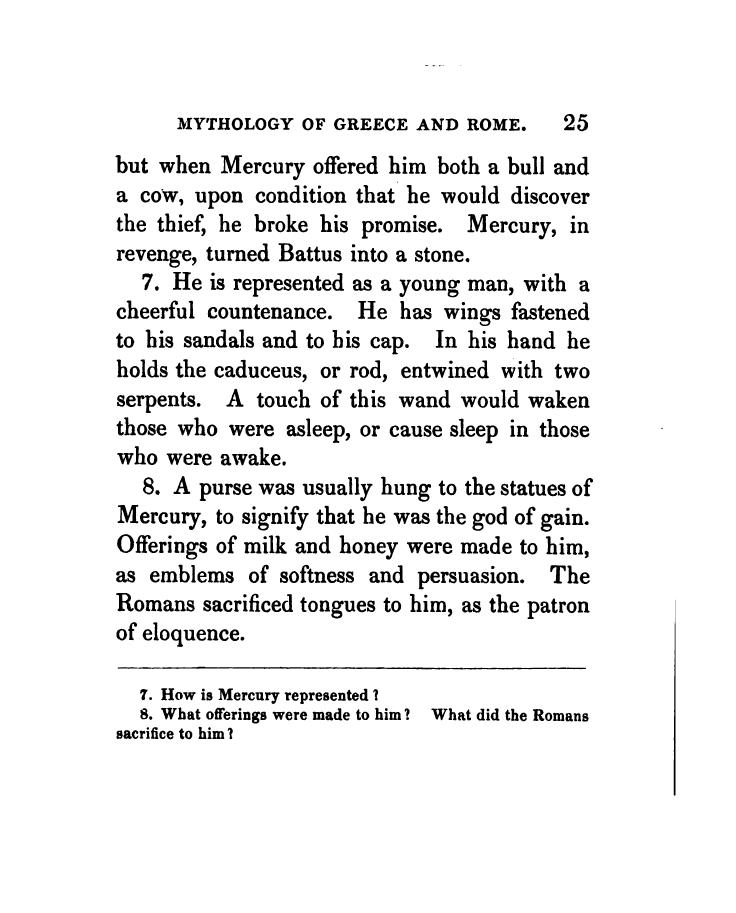 MYTHOLOGY OF GREECE AND ROME. 25
but when Mercury offered him both a bull and
a cow, upon condition that he would discover
the thief, he broke his promise. Mercury, in
revenge, turned Battus into a stone.
7. He is represented as a young man, with a
cheerful countenance. He has wings fastened
to his sandals and to his cap. In his hand he
holds the caduceus, or rod, entwined with two
serpents. A touch of this wand would waken
those who were asleep, or cause sleep in those
who were awake.
8. A purse was usually hung to the statues of
Mercury, to signify that he was the god of gain.
Offerings of milk and honey were made to him,
as emblems of softness and persuasion. The
Romans sacrificed tongues to him, as the patron
of eloquence.
7. How is Mercury represented?
8. What offerings were made to him? What did the Romans
sacrifice to him?